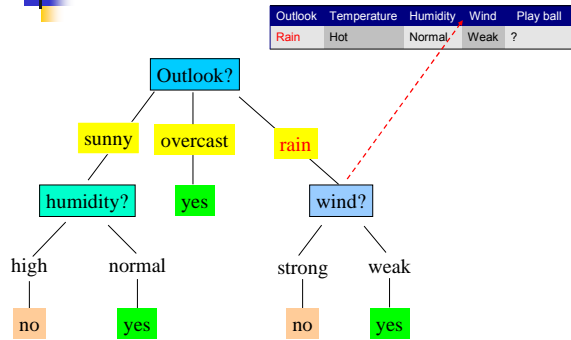 Outlook Temperature Humidity Wind Play ball
Rain Hot Normal Weak ?
Outlook?
sunny overcast rain
humidity? yes wind?
high normal strong weak
no yes no yes